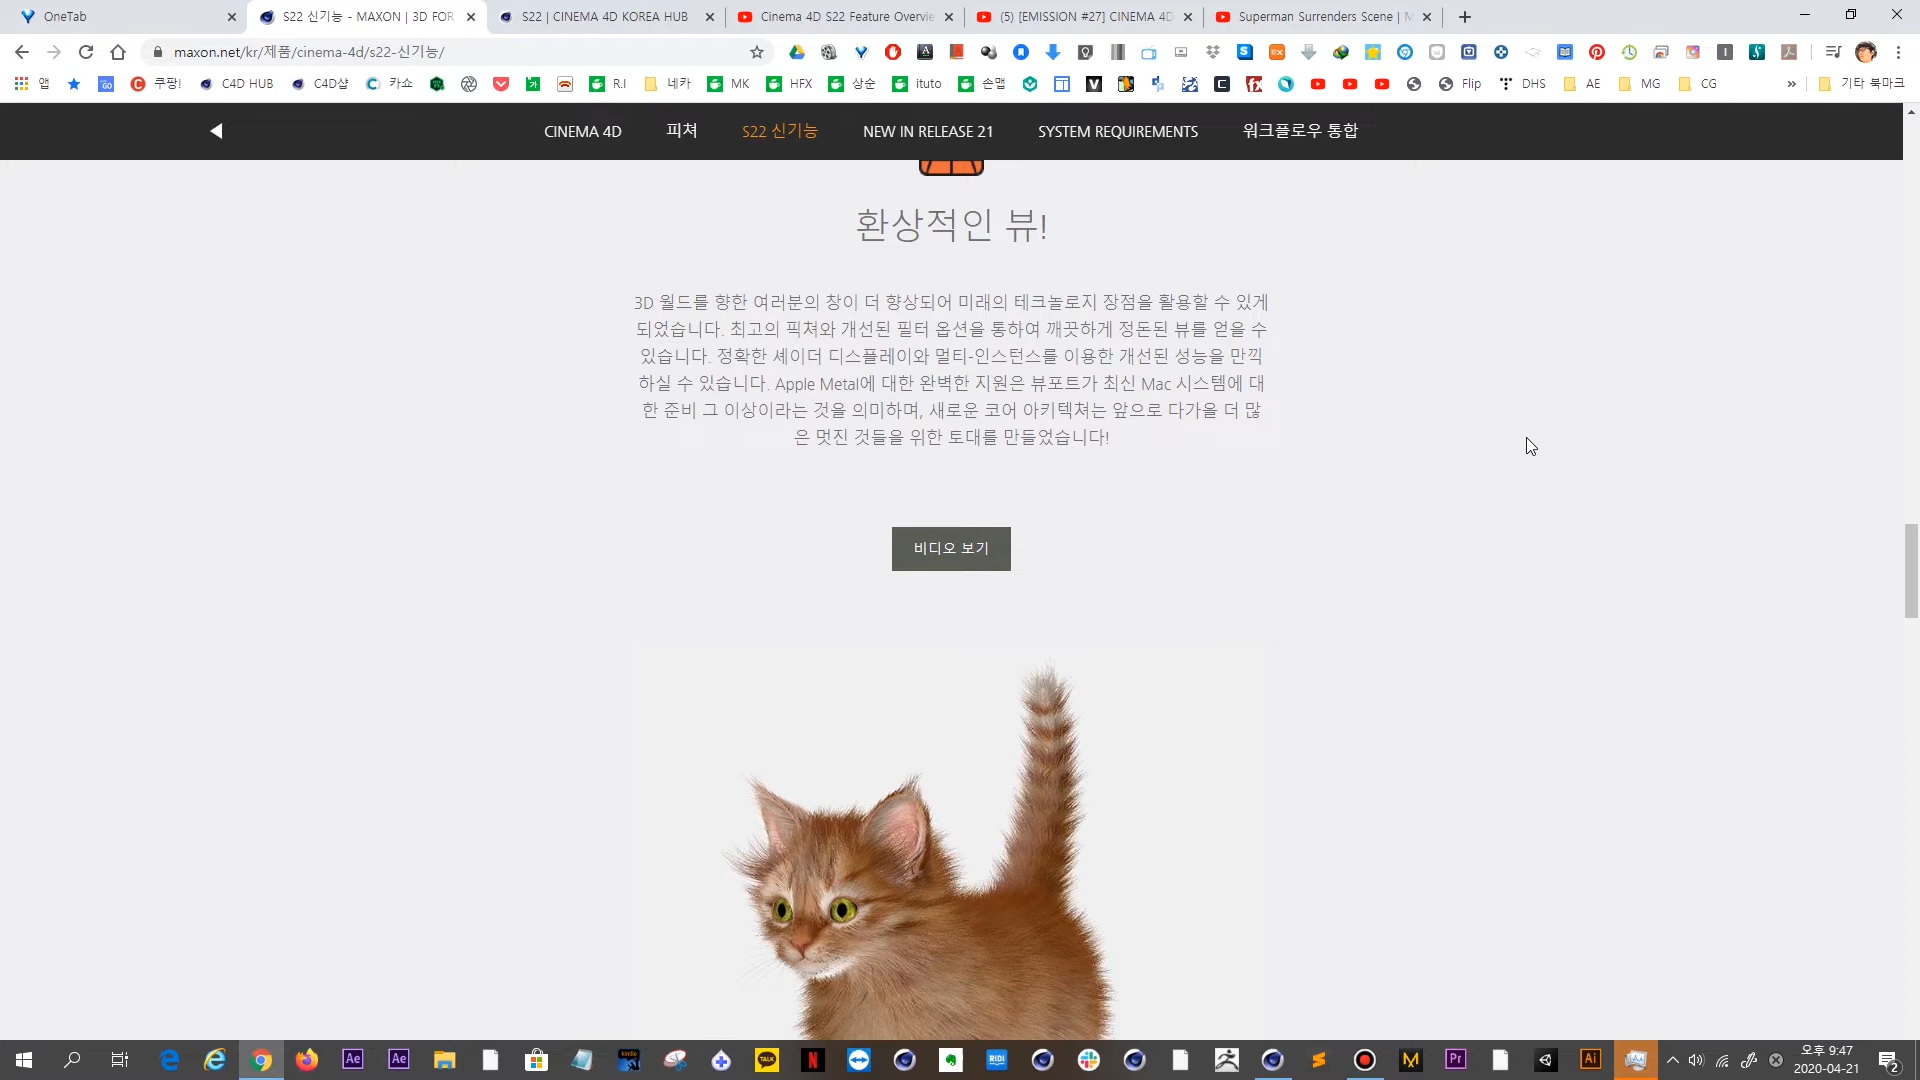 OneTab
S22 신기능 - MAXON | 3D FOR
S22 | CINEMA 4D KOREA HUB
Cinema 4D S22 Feature Overvie
(5) [EMISSION #27] CINEMA 4D
Superman Surrenders Scene | M
maxon.net/kr/제품/cinema-4d/s22-신기능/
앱
쿠팡!
C4D HUB
C4D샵
카쇼
R.I
네카
MK
HFX
상순
ituto
손맵
Flip
DHS
AE
MG
CG
»
기타 북마크
CINEMA 4D
피쳐
S22 신기능
NEW IN RELEASE 21
SYSTEM REQUIREMENTS
워크플로우 통합
환상적인 뷰!
3D 월드를 향한 여러분의 창이 더 향상되어 미래의 테크놀로지 장점을 활용할 수 있게
되었습니다. 최고의 픽쳐와 개선된 필터 옵션을 통하여 깨끗하게 정돈된 뷰를 얻을 수
있습니다. 정확한 셰이더 디스플레이와 멀티-인스턴스를 이용한 개선된 성능을 만끽
하실 수 있습니다. Apple Metal에 대한 완벽한 지원은 뷰포트가 최신 Mac 시스템에 대
한 준비 그 이상이라는 것을 의미하며, 새로운 코어 아키텍쳐는 앞으로 다가올 더 많
은 멋진 것들을 위한 토대를 만들었습니다!
비디오 보기
오후 9:47
2020-04-21